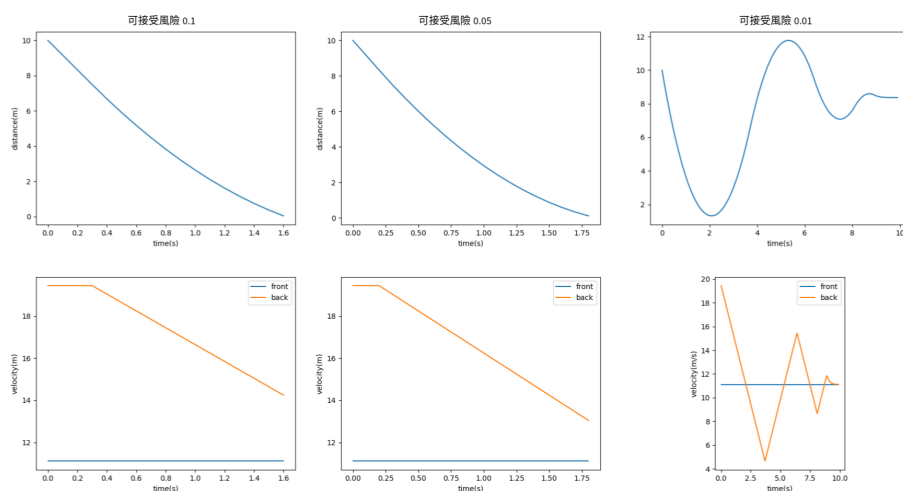 可接受風險 0.1
可接受風險 0.05
可接受風險 0.01
distance(m)
10
8
6
4
2
0
0.0 0.2 0.4 0.6 0.8 1.0 1.2 1.4 1.6
time(s)
distance(m)
10
8
6
4
2
0
0.00 0.25 0.50 0.75 1.00 1.25 1.50 1.75
time(s)
distance(m)
12
10
8
6
4
2
0 2 4 6 8 10
time(s)
velocity(m)
18
16
14
12
front
back
0.0 0.2 0.4 0.6 0.8 1.0 1.2 1.4 1.6
time(s)
velocity(m)
18
16
14
12
front
back
0.00 0.25 0.50 0.75 1.00 1.25 1.50 1.75
time(s)
velocity(m/s)
20
18
16
14
12
10
8
6
4
front
back
0.0 2.5 5.0 7.5 10.0
time(s)